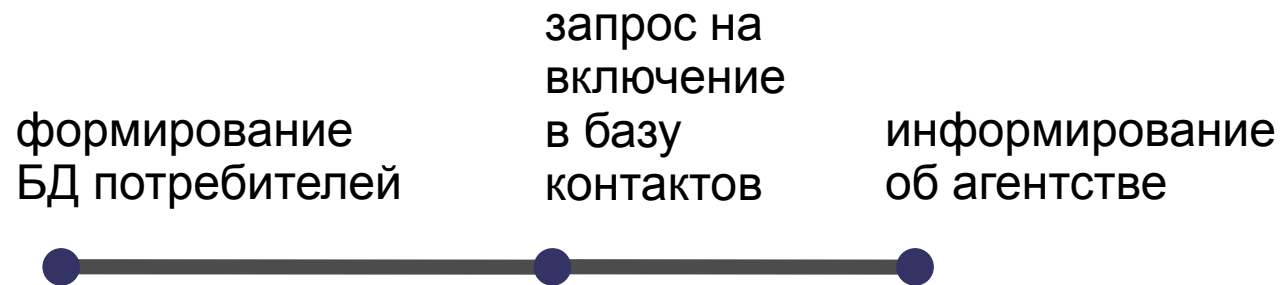 формирование
БД потребителей
запрос на
включение
в базу
контактов
информирование
об агентстве